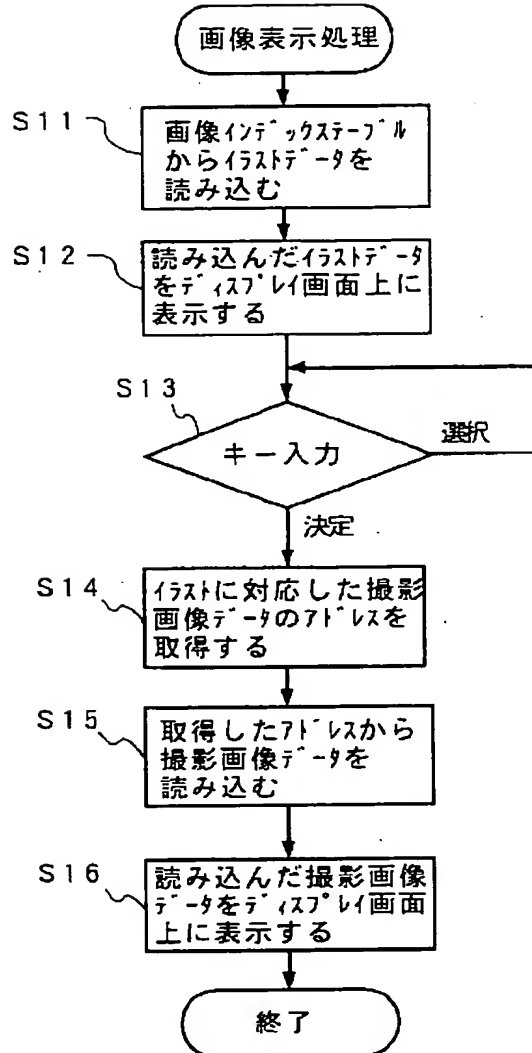 画像表示処理
S11
画像ｲﾝﾃﾞｯｸｽﾃｰﾌﾞﾙ
からｲﾗｽﾄﾃﾞｰﾀを
読み込む
S12
読み込んだｲﾗｽﾄﾃﾞｰﾀ
をﾃﾞｨｽﾌﾟﾚｲ画面上に
表示する
S13
キー入力
選択
決定
S14
ｲﾗｽﾄに対応した撮影
画像ﾃﾞｰﾀのｱﾄﾞﾚｽを
取得する
S15
取得したｱﾄﾞﾚｽから
撮影画像ﾃﾞｰﾀを
読み込む
S16
読み込んだ撮影画像
ﾃﾞｰﾀをﾃﾞｨｽﾌﾟﾚｲ画面
上に表示する
終了